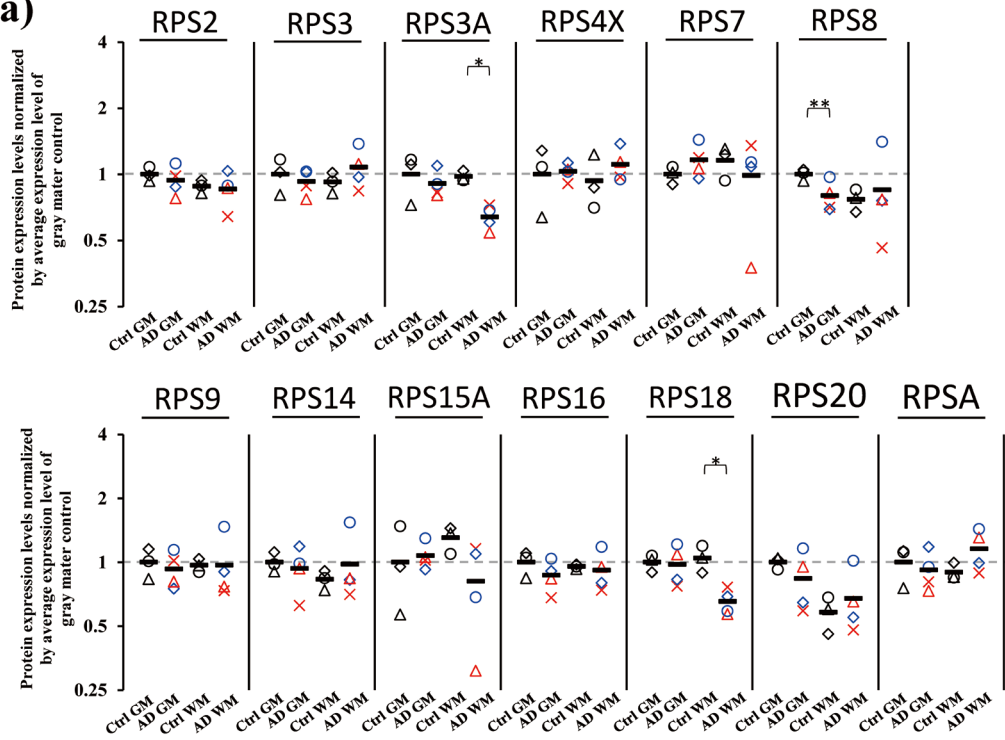 a)
RPS2 RPS3 RPS3A RPS4X RPS7 RPS8
Protein expression levels normalized
by average expression level of
gray mater control
4
2
1
0.5
0.25
*
**
Ctrl GM AD GM Ctrl WM AD WM Ctrl GM AD GM Ctrl WM AD WM Ctrl GM AD GM Ctrl WM AD WM Ctrl GM AD GM Ctrl WM AD WM Ctrl GM AD GM Ctrl WM AD WM Ctrl GM AD GM Ctrl WM AD WM
RPS9 RPS14 RPS15A RPS16 RPS18 RPS20 RPSA
Protein expression levels normalized
by average expression level of
gray mater control
4
2
1
0.5
0.25
*
Ctrl GM AD GM Ctrl WM AD WM Ctrl GM AD GM Ctrl WM AD WM Ctrl GM AD GM Ctrl WM AD WM Ctrl GM AD GM Ctrl WM AD WM Ctrl GM AD GM Ctrl WM AD WM Ctrl GM AD GM Ctrl WM AD WM Ctrl GM AD GM Ctrl WM AD WM